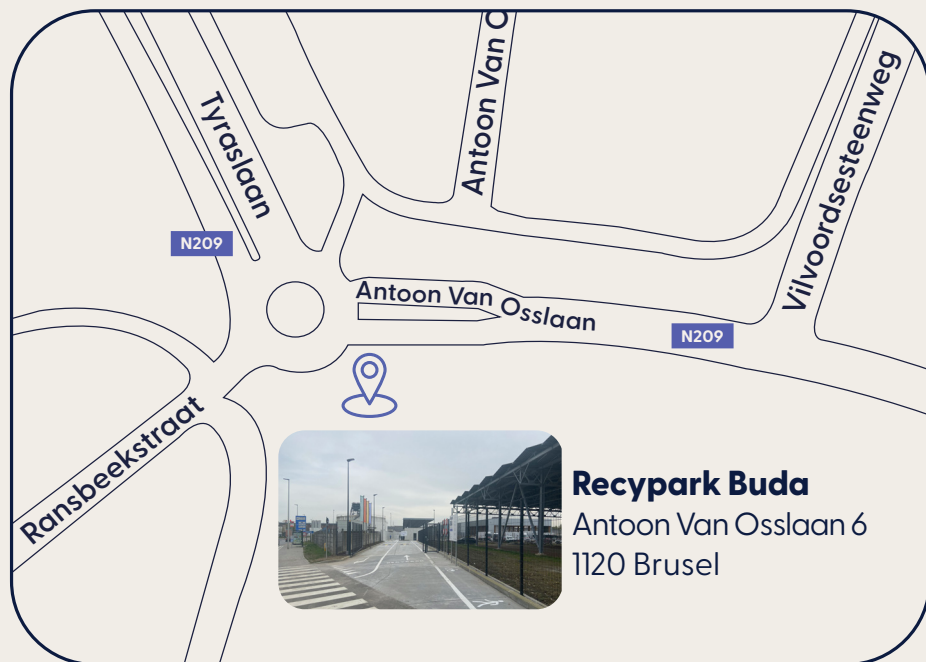 Tyraslaan
Antoon Van O
Vilvoordsesteenweg
N209
Antoon Van Osslaan
N209
Ransbeekstraat
Recypark Buda
Antoon Van Osslaan 6
1120 Brusel